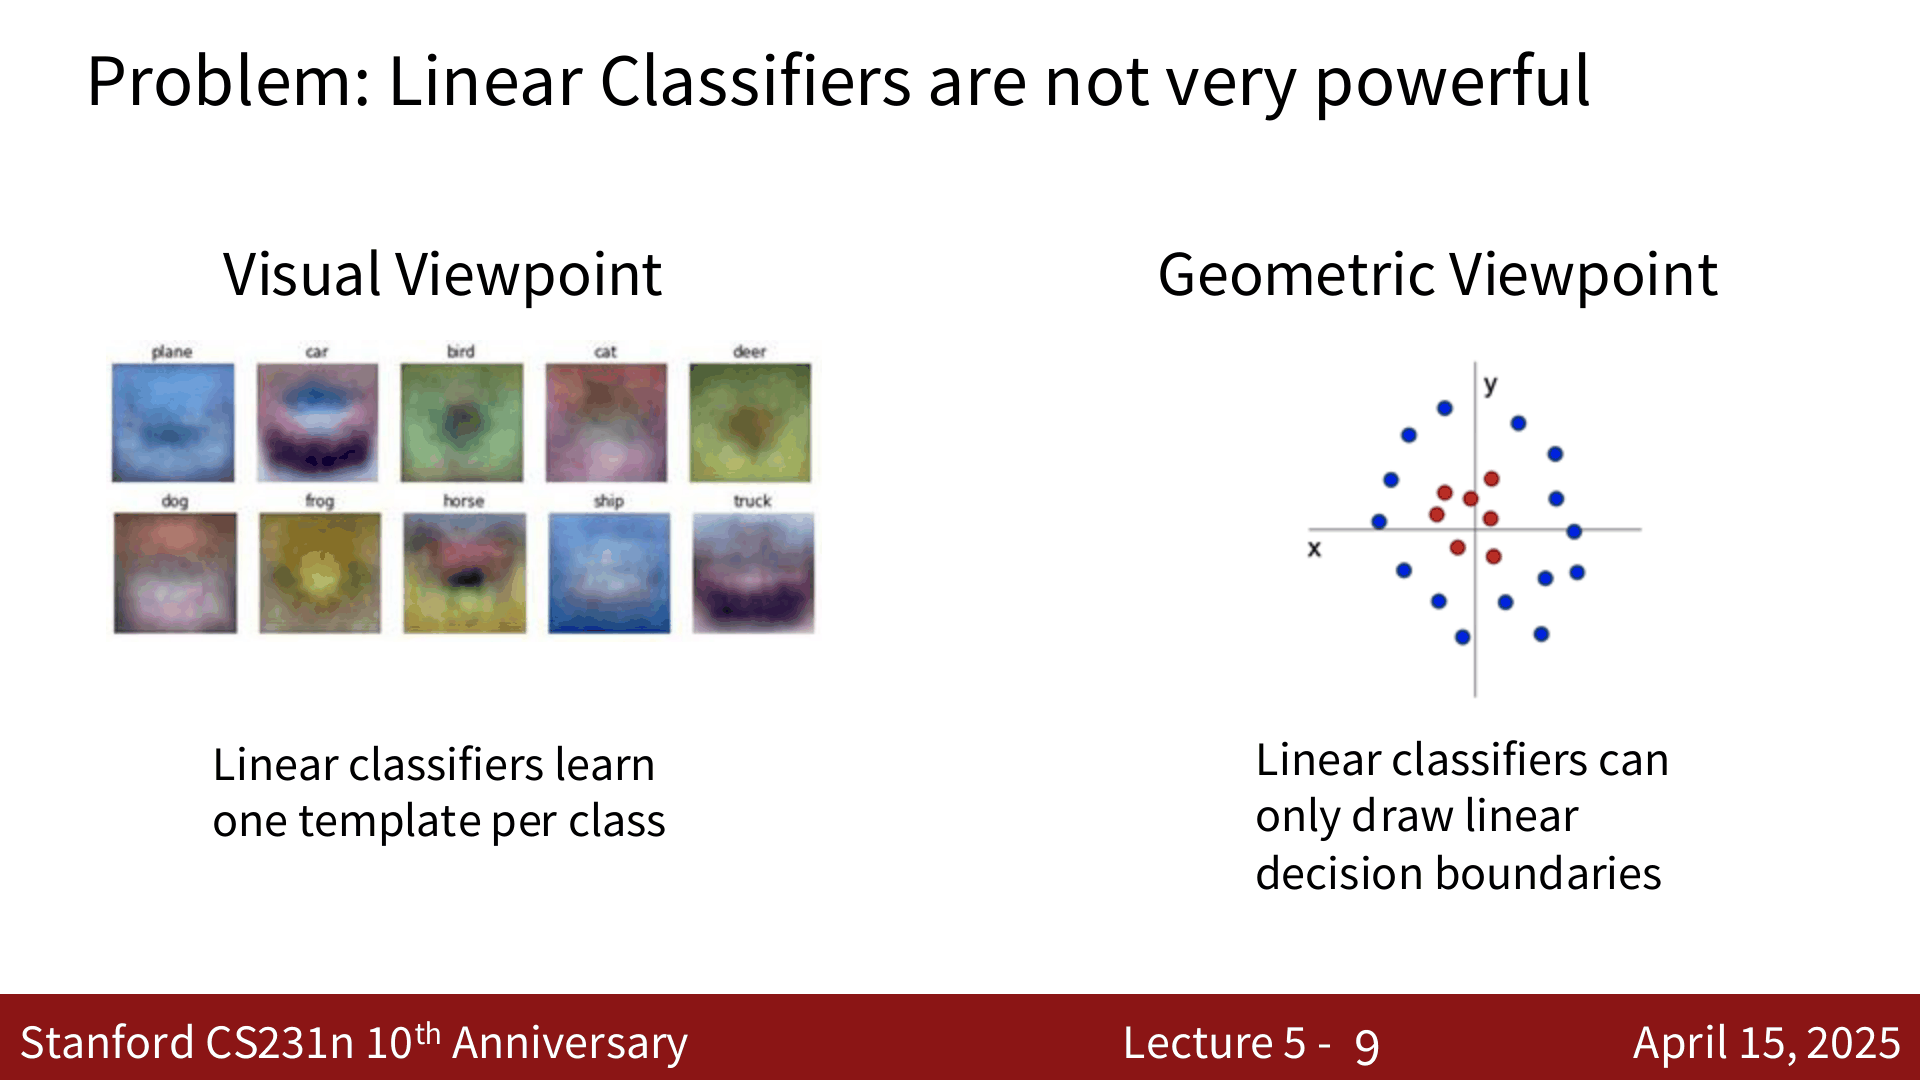 Problem: Linear Classifiers are not very powerful
Visual Viewpoint
plane car bird cat deer
dog frog horse ship truck
Linear classifiers learn
one template per class
Geometric Viewpoint
y
x
Linear classifiers can
only draw linear
decision boundaries
Stanford CS231n 10th Anniversary
Lecture 5 - 9
April 15, 2025